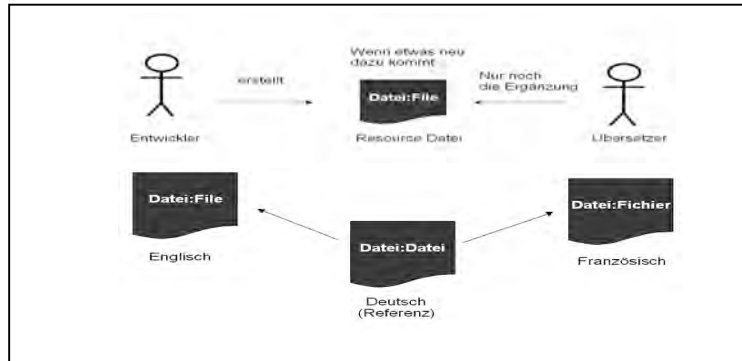 Wenn etwas neu
dazu kommt
erstellt
Nur noch
die Ergänzung
Datei:File
Entwickler
Resource Datei
Übersetzer
Datei:File
Datei:Fichier
Datei:Datei
Englisch
Französisch
Deutsch
(Referenz)